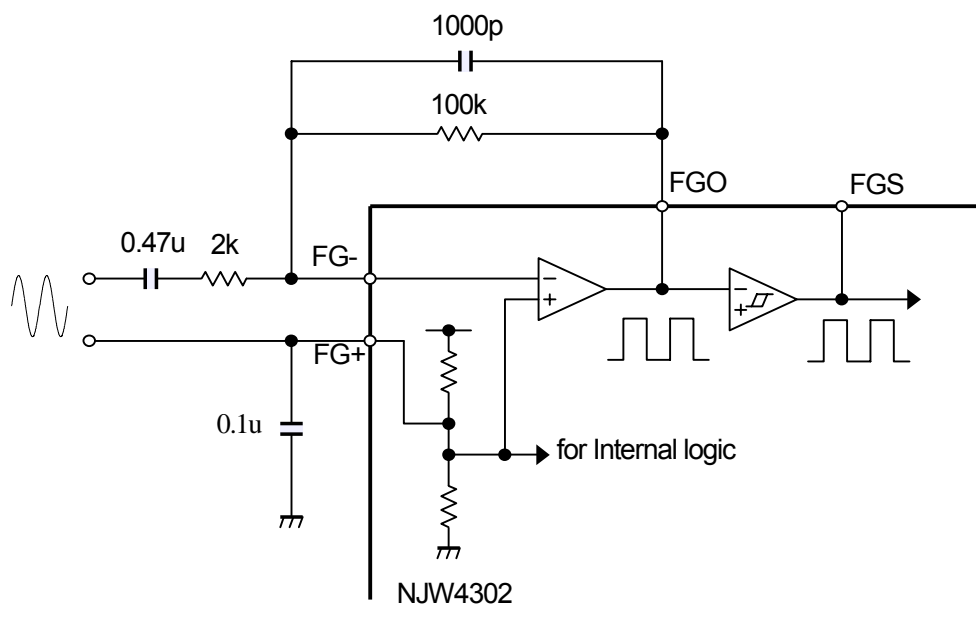 1000p
100k
FGO
FGS
0.47u
2k
FG-
FG+
0.1u
for Internal logic
NJW4302